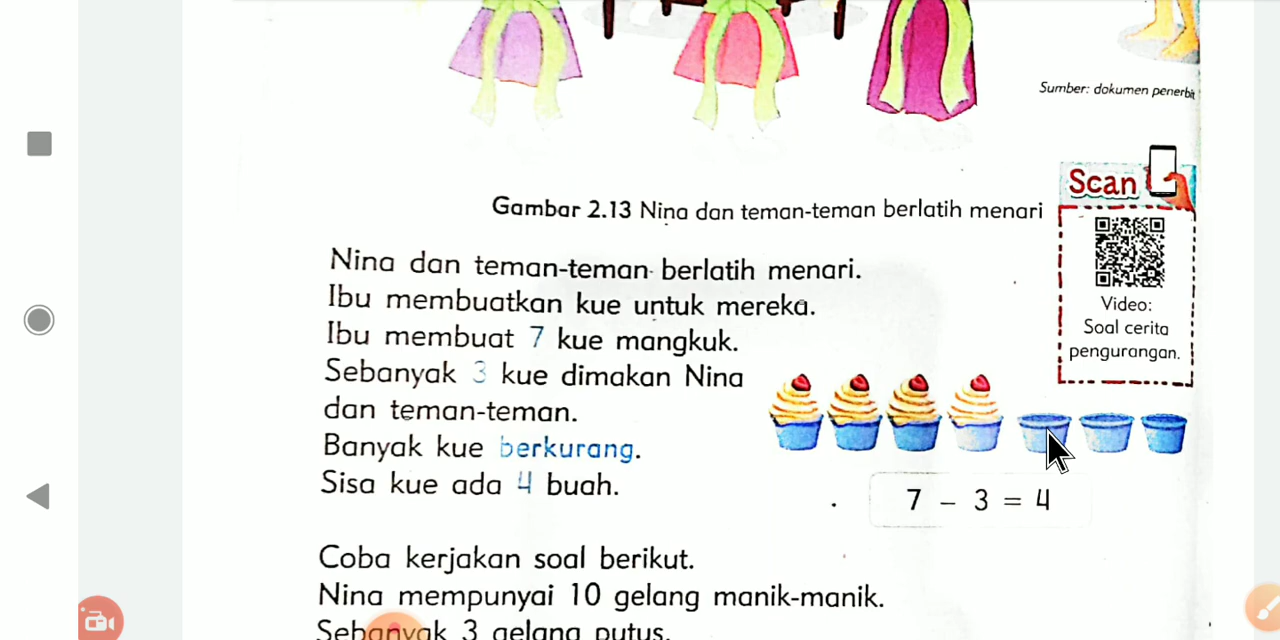 Sumber: dokumen penerbit
Scan
Gambar 2.13 Nina dan teman-teman berlatih menari
Video:
Soal cerita
pengurangan.
Nina dan teman-teman berlatih menari.
Ibu membuatkan kue untuk mereka.
Ibu membuat 7 kue mangkuk.
Sebanyak 3 kue dimakan Nina
dan teman-teman.
Banyak kue berkurang.
Sisa kue ada 4 buah.
7 – 3 = 4
Coba kerjakan soal berikut.
Nina mempunyai 10 gelang manik-manik.
Sebanyak 3 gelang putus.